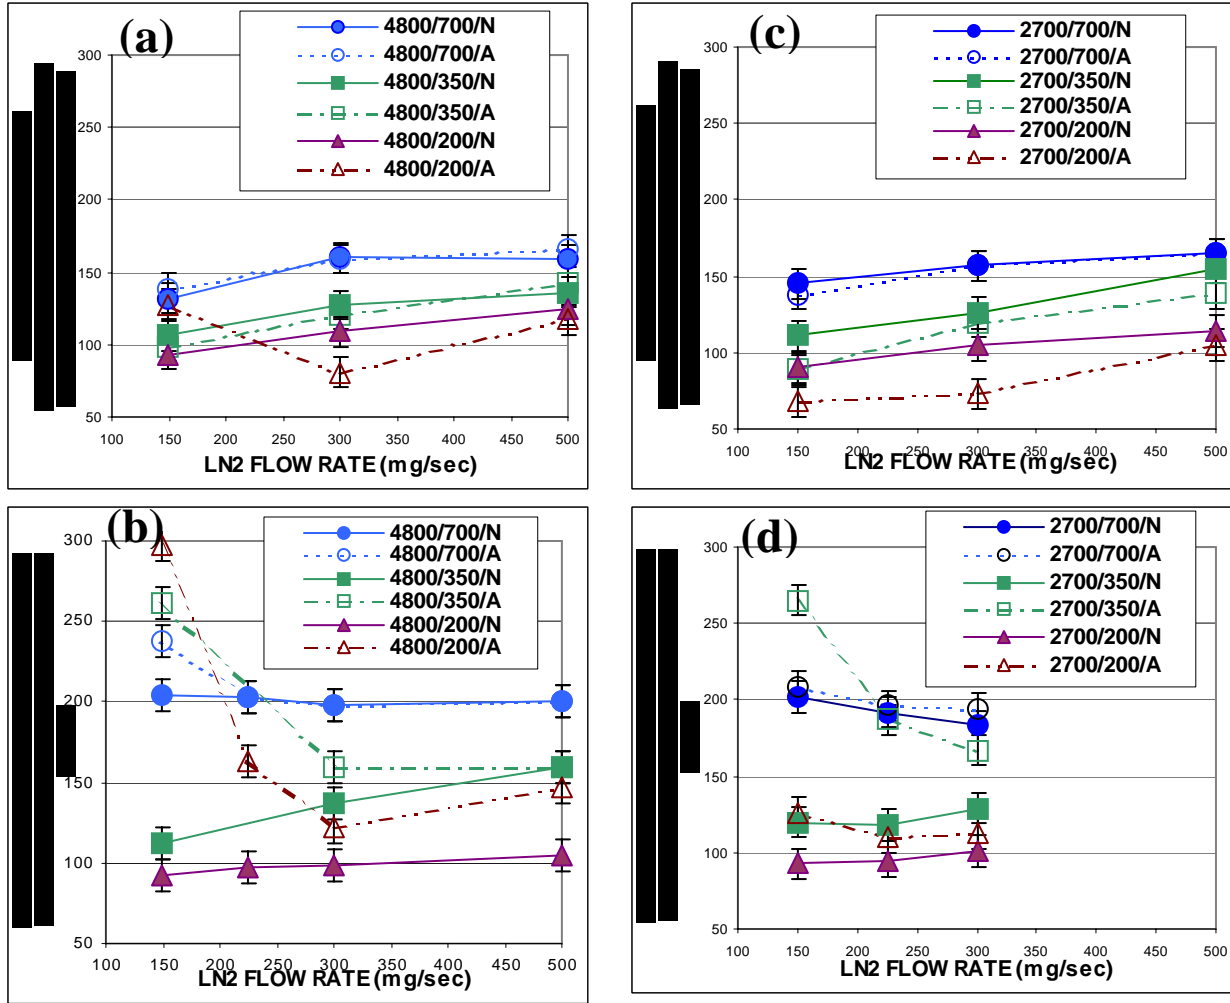 (a)
4800/700/N
4800/700/A
4800/350/N
4800/350/A
4800/200/N
4800/200/A
300
250
200
150
100
50
100 150 200 250 300 350 400 450 500
LN2 FLOW RATE (mg/sec)
(c)
2700/700/N
2700/700/A
2700/350/N
2700/350/A
2700/200/N
2700/200/A
300
250
200
150
100
50
100 150 200 250 300 350 400 450 500
LN2 FLOW RATE (mg/sec)
(b)
4800/700/N
4800/700/A
4800/350/N
4800/350/A
4800/200/N
4800/200/A
300
250
200
150
100
50
100 150 200 250 300 350 400 450 500
LN2 FLOW RATE (mg/sec)
(d)
2700/700/N
2700/700/A
2700/350/N
2700/350/A
2700/200/N
2700/200/A
300
250
200
150
100
50
100 150 200 250 300 350 400 450 500
LN2 FLOW RATE (mg/sec)